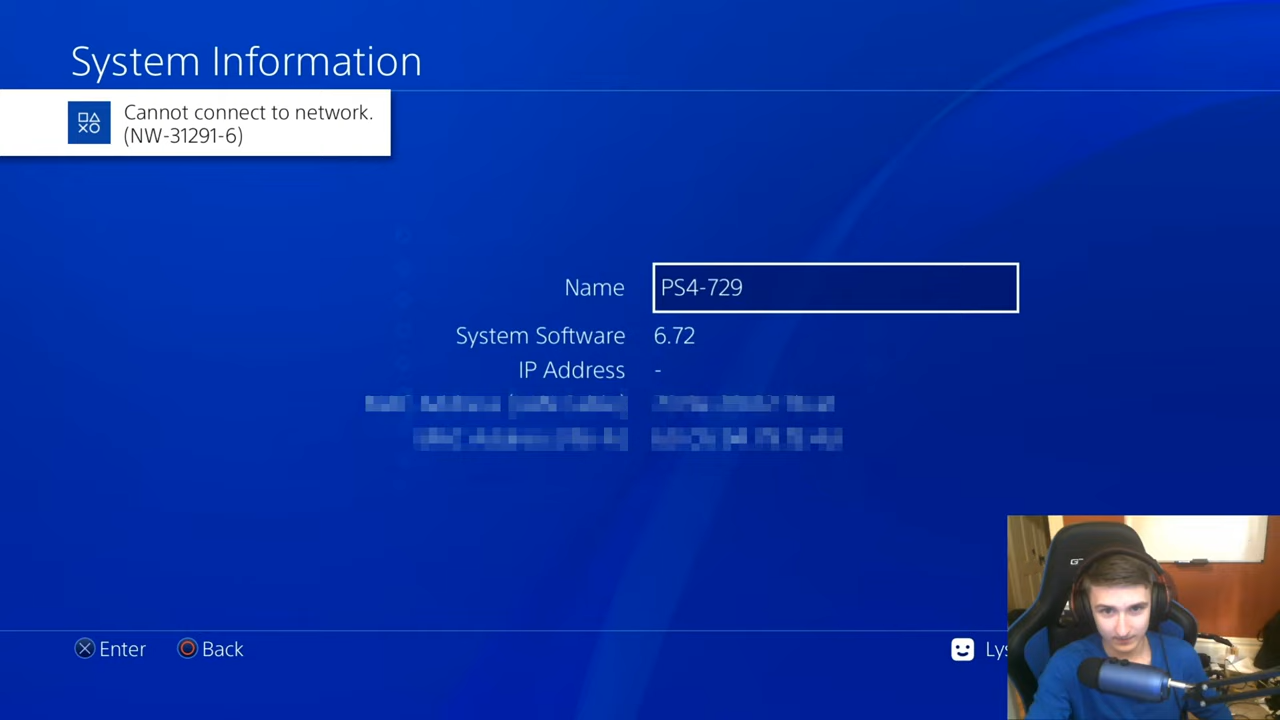 System Information
Cannot connect to network.
(NW-31291-6)
Name PS4-729
System Software 6.72
IP Address -
Enter Back